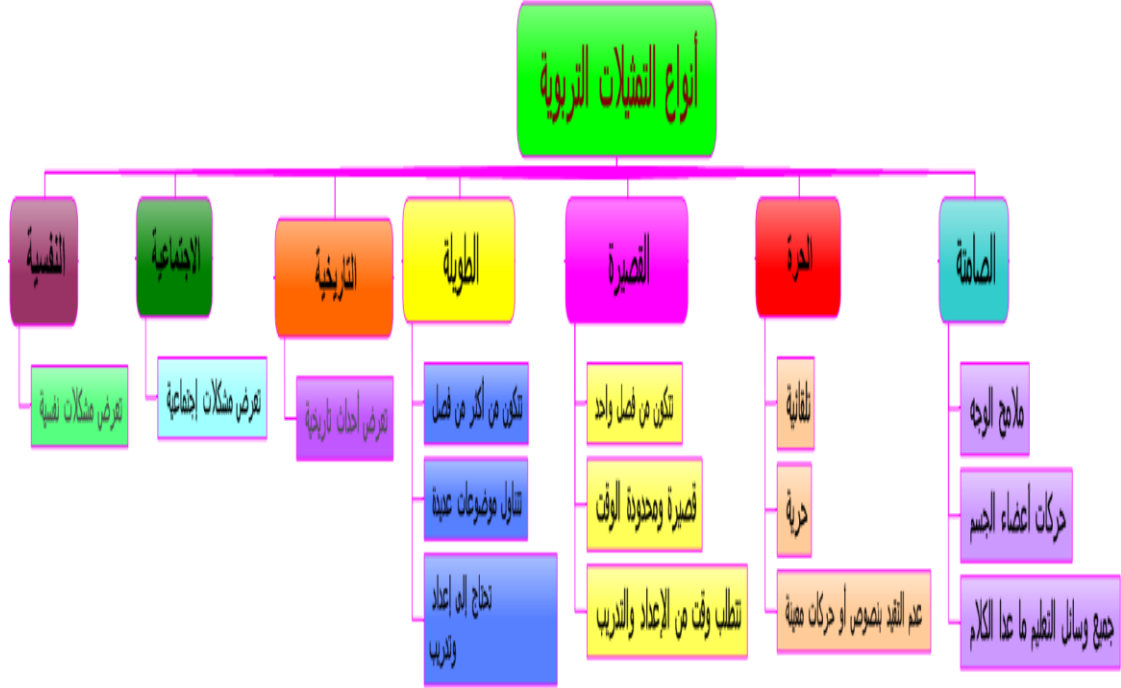 أنواع التمثيلات التربوية
الصامتة
ملامح الوجه
حركات أعضاء الجسم
جميع وسائل التعليم ما عدا الكلام
الحرة
تلقائية
حرية
عدم التقيد بنصوص أو حركات معينة
القصيرة
تتكون من فصل واحد
قصيرة ومحدودة الوقت
تتطلب وقت من الإعداد والتدريب
الطويلة
تتكون من أكثر من فصل
تتناول موضوعات عديدة
تحتاج إلى إعداد
وتدريب
التاريخية
تعرض أحداث تاريخية
الاجتماعية
تعرض مشكلات إجتماعية
النفسية
تعرض مشكلات نفسية